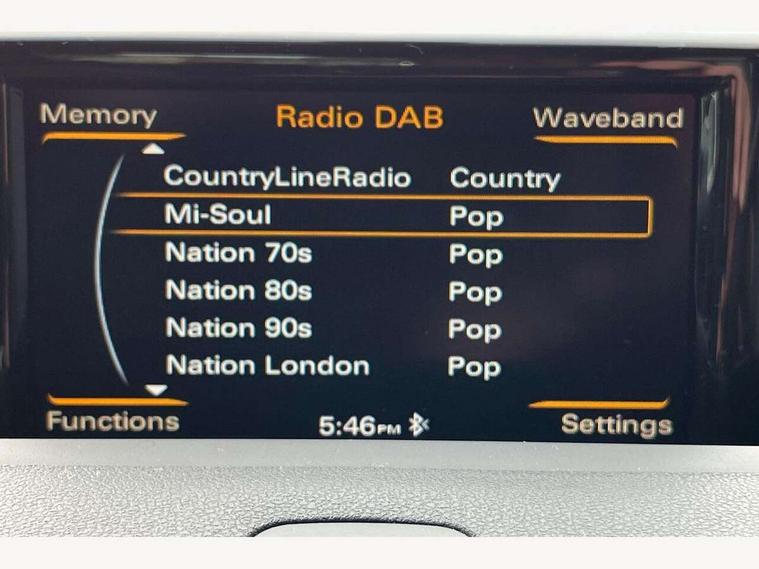 Memory Radio DAB Waveband
CountryLineRadio Country
Mi-Soul Pop
Nation 70s Pop
Nation 80s Pop
Nation 90s Pop
Nation London Pop
Functions 5:46PM Settings